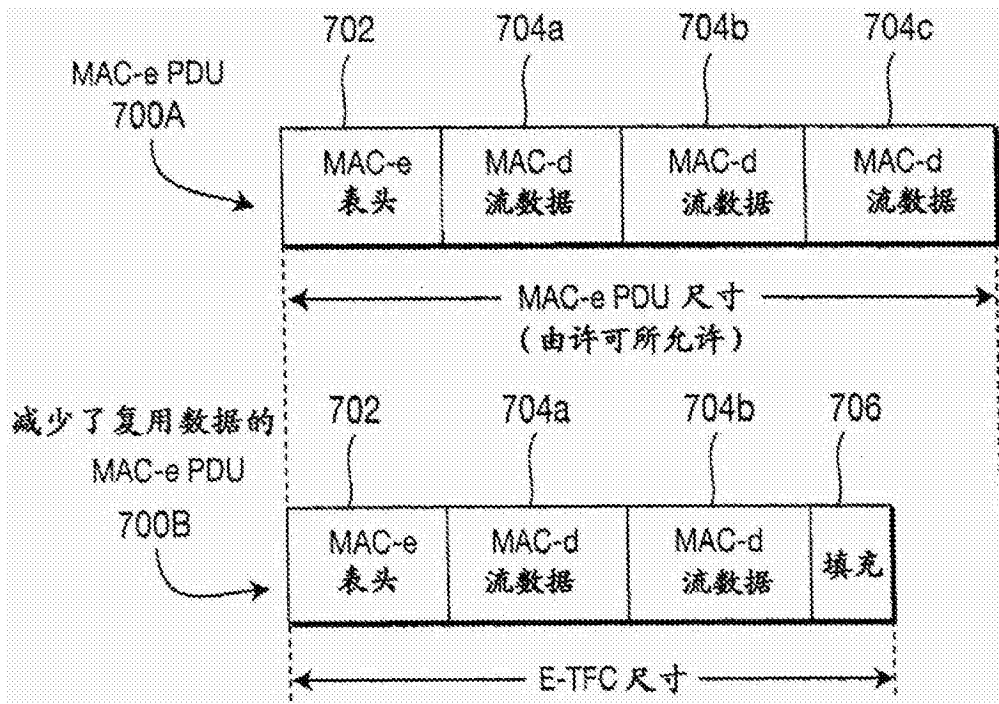 702 704a 704b 704c
MAC-e PDU
700A
MAC-e 表头
MAC-d 流数据
MAC-d 流数据
MAC-d 流数据
MAC-e PDU 尺寸
(由许可所允许)
702 704a 704b 706
减少了复用数据的
MAC-e PDU
700B
MAC-e 表头
MAC-d 流数据
MAC-d 流数据
填充
E-TFC 尺寸